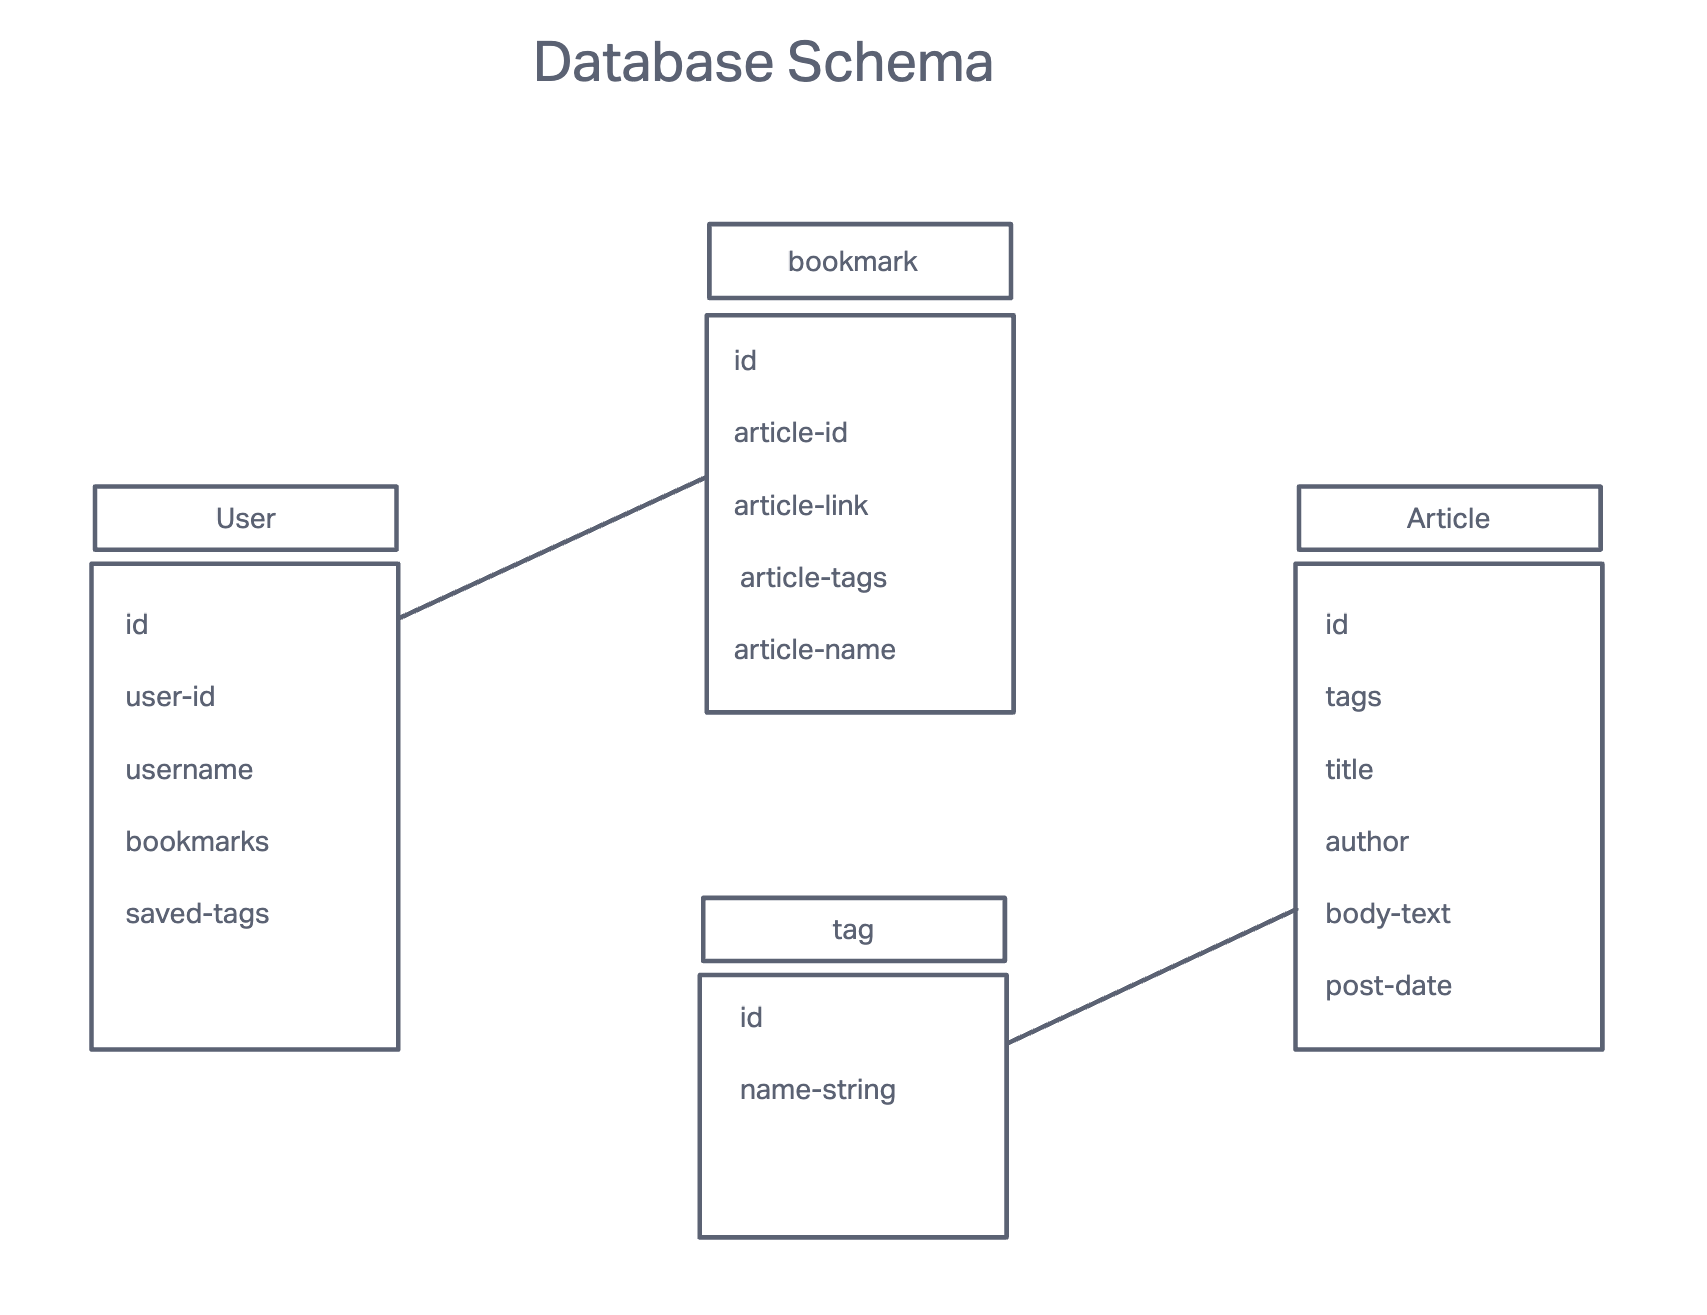 Database Schema
bookmark
id
article-id
article-link
article-tags
article-name
User
id
user-id
username
bookmarks
saved-tags
Article
id
tags
title
author
body-text
post-date
tag
id
name-string